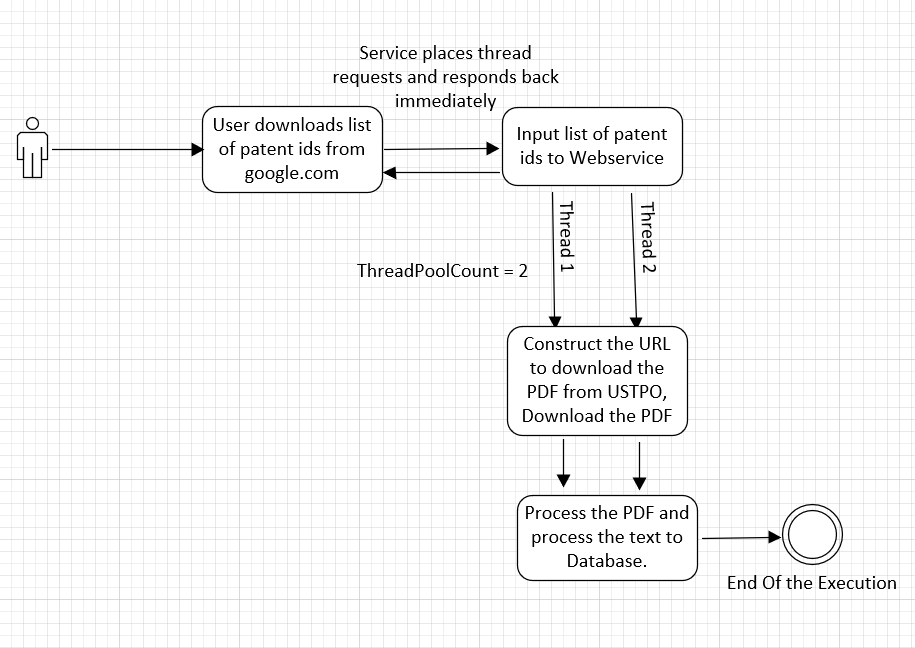 Service places thread
requests and responds back
immediately
User downloads list
of patent ids from
google.com
Input list of patent
ids to Webservice
Thread 1
Thread 2
ThreadPoolCount = 2
Construct the URL
to download the
PDF from USTPO,
Download the PDF
Process the PDF and
process the text to
Database.
End Of the Execution